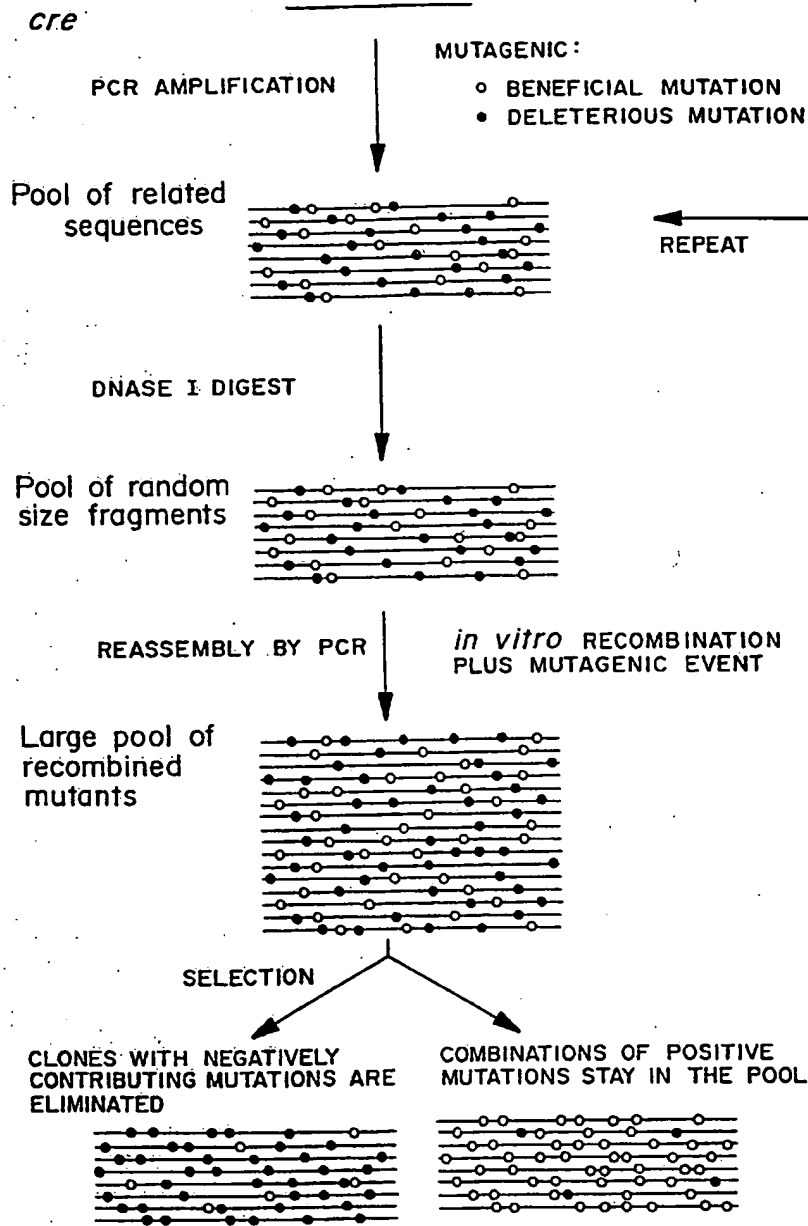 cre
PCR AMPLIFICATION
MUTAGENIC:
BENEFICIAL MUTATION
DELETERIOUS MUTATION
Pool of related
sequences
REPEAT
DNASE I DIGEST
Pool of random
size fragments
REASSEMBLY BY PCR
in vitro RECOMBINATION
PLUS MUTAGENIC EVENT
Large pool of
recombined
mutants
SELECTION
CLONES WITH NEGATIVELY
CONTRIBUTING MUTATIONS ARE
ELIMINATED
COMBINATIONS OF POSITIVE
MUTATIONS STAY IN THE POOL